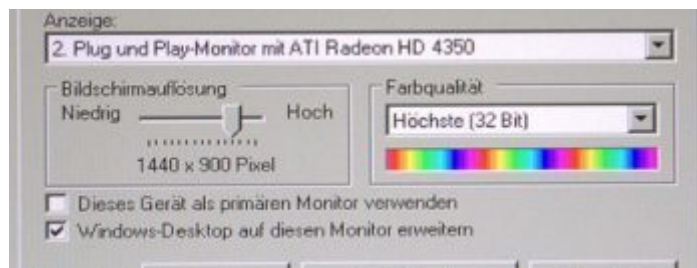 Anzeige:
2. Plug und Play-Monitor mit ATI Radeon HD 4350
Bildschirmauflösung
Niedrig
Hoch
1440 x 900 Pixel
Farbqualität
Höchste (32 Bit)
Dieses Gerät als primären Monitor verwenden
Windows-Desktop auf diesen Monitor erweitern